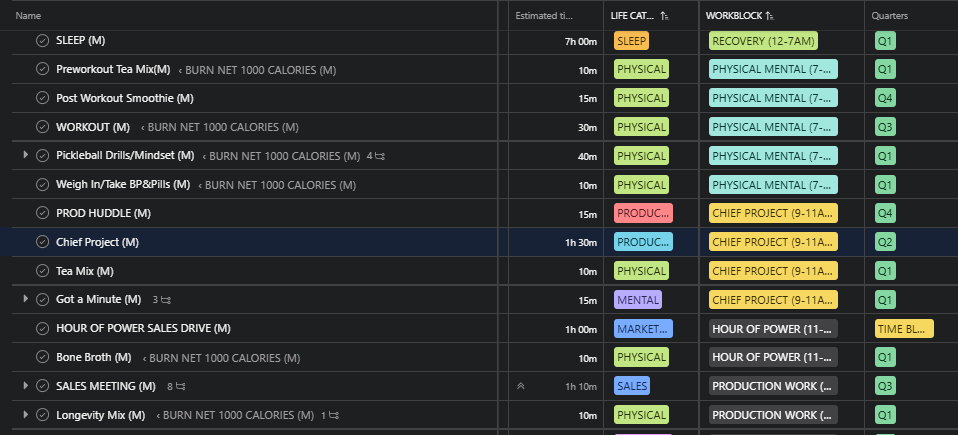 Name Estimated ti... LIFE CAT... WORKBLOCK Quarters
SLEEP (M) 7h 00m SLEEP RECOVERY (12-7AM) Q1
Preworkout Tea Mix(M) ‹ BURN NET 1000 CALORIES (M) 10m PHYSICAL PHYSICAL MENTAL (7-... Q1
Post Workout Smoothie (M) 15m PHYSICAL PHYSICAL MENTAL (7-... Q4
WORKOUT (M) ‹ BURN NET 1000 CALORIES (M) 30m PHYSICAL PHYSICAL MENTAL (7-... Q3
Pickleball Drills/Mindset (M) ‹ BURN NET 1000 CALORIES (M) 4 40m PHYSICAL PHYSICAL MENTAL (7-... Q1
Weigh In/Take BP&Pills (M) ‹ BURN NET 1000 CALORIES (M) 10m PHYSICAL PHYSICAL MENTAL (7-... Q1
PROD HUDDLE (M) 15m PRODUC... CHIEF PROJECT (9-11A... Q4
Chief Project (M) 1h 30m PRODUC... CHIEF PROJECT (9-11A... Q2
Tea Mix (M) 10m PHYSICAL CHIEF PROJECT (9-11A... Q1
Got a Minute (M) 3 15m MENTAL CHIEF PROJECT (9-11A... Q1
HOUR OF POWER SALES DRIVE (M) 1h 00m MARKET... HOUR OF POWER (11-... TIME BL...
Bone Broth (M) ‹ BURN NET 1000 CALORIES (M) 10m PHYSICAL HOUR OF POWER (11-... Q1
SALES MEETING (M) 8 1h 10m SALES PRODUCTION WORK (... Q3
Longevity Mix (M) ‹ BURN NET 1000 CALORIES (M) 1 10m PHYSICAL PRODUCTION WORK (... Q1